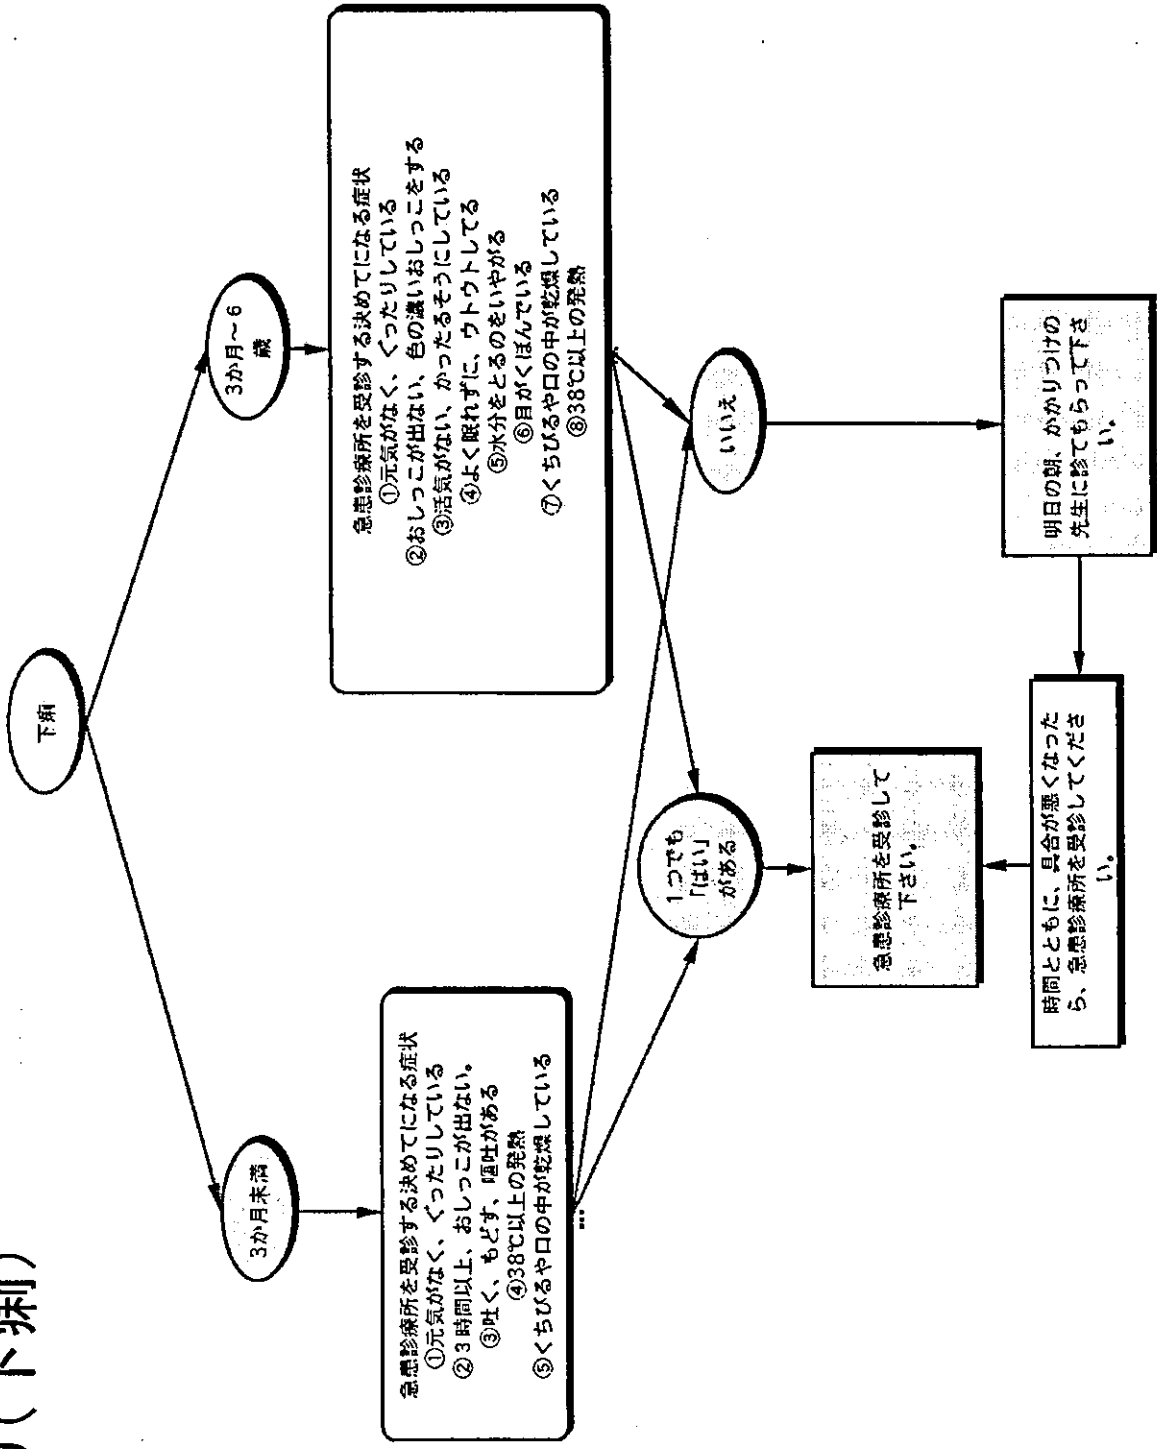 （下痢）
下痢
3か月未満
3か月～6
歳
急患診療所を受診する決めてになる症状
①元気がなく、ぐったりしている
②3時間以上、おしっこが出ない。
③吐く、もどす、嘔吐がある
④38℃以上の発熱
⑤くちびるや口の中が乾燥している
急患診療所を受診する決めてになる症状
①元気がなく、ぐったりしている
②おしっこが出ない、色の濃いおしっこをする
③活気がない、かったるそうにしている
④よく眠れずに、ウトウトしてる
⑤水分をとるのをいやがる
⑥目がくぼんでいる
⑦くちびるや口の中が乾燥している
⑧38℃以上の発熱
1つでも
「はい」
がある
いいえ
急患診療所を受診して
下さい。
明日の朝、かかりつけの
先生に診てもらって下さ
い。
時間とともに、具合が悪くなった
ら、急患診療所を受診してくださ
い。